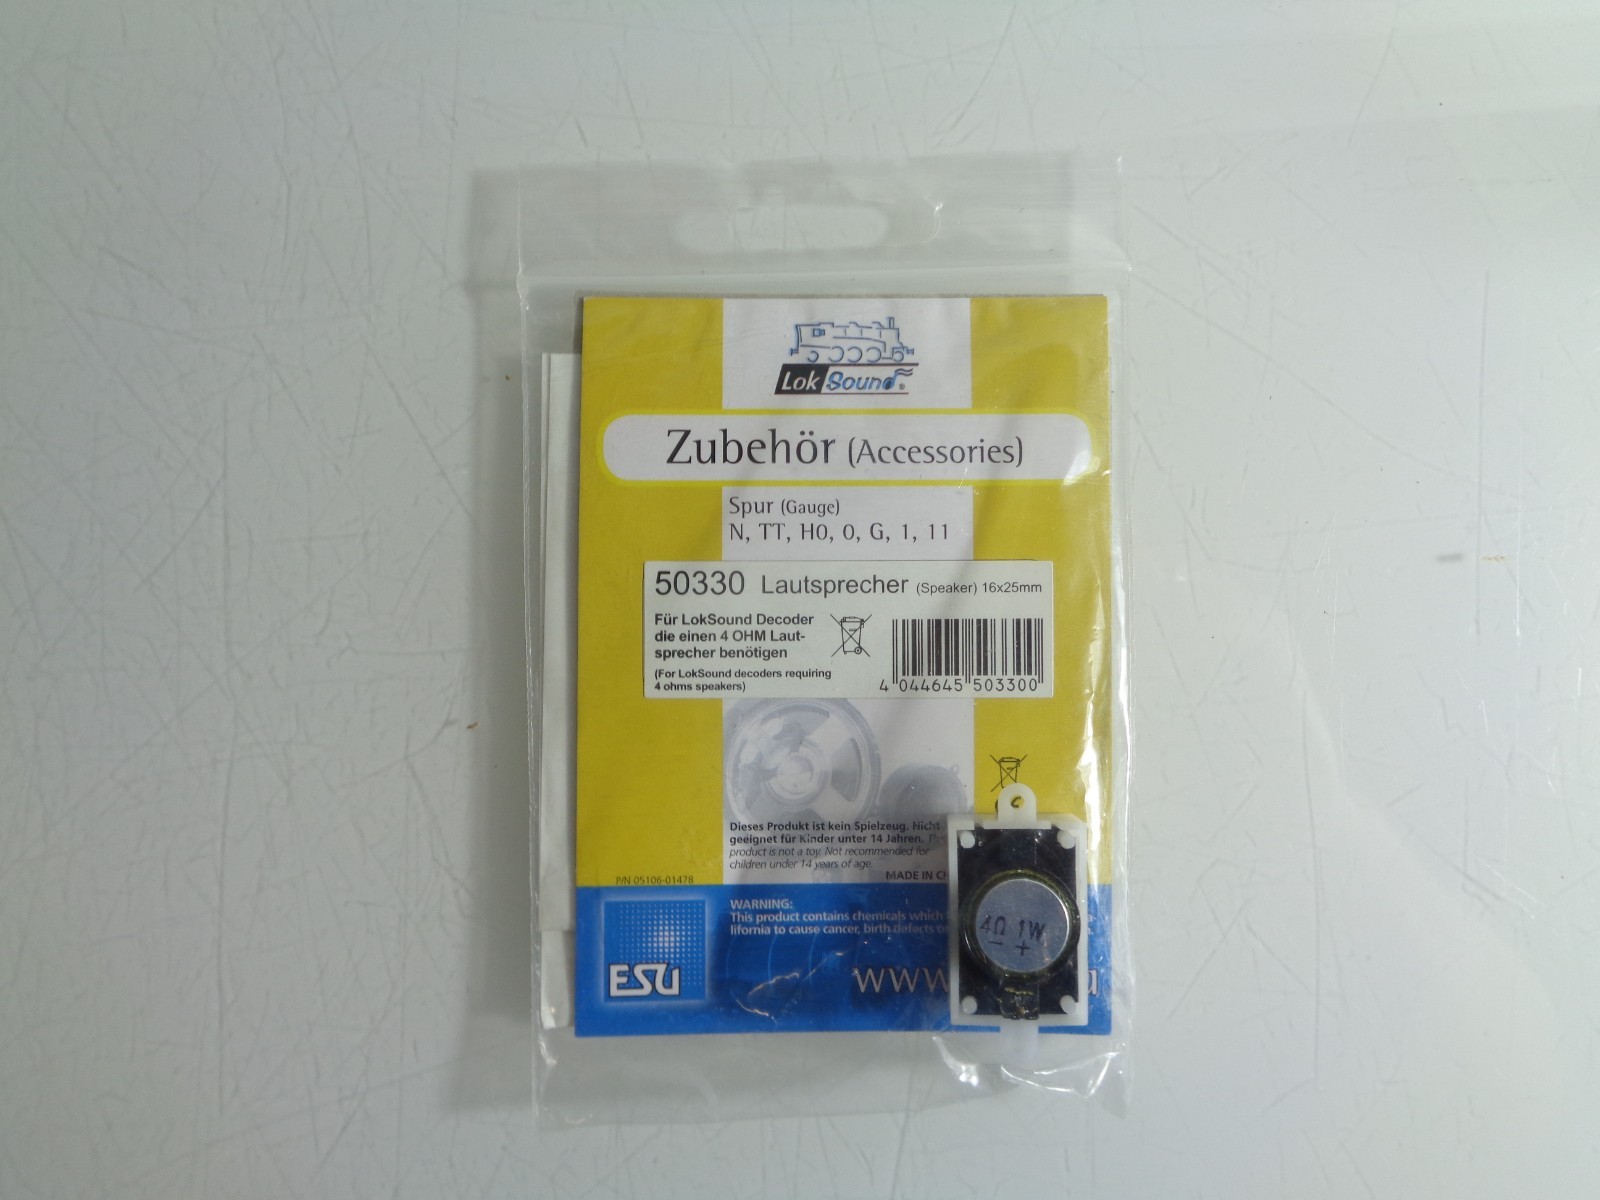 Lok Sound®
Zubehör (Accessories)
Spur (Gauge)
N, TT, H0, 0, G, 1, 11
50330 Lautsprecher (Speaker) 16x25mm
Für LokSound Decoder
die einen 4 OHM Laut-
sprecher benötigen
(For LokSound decoders requiring
4 ohms speakers)
4 044645 503300
Dieses Produkt ist kein Spielzeug. Nicht
geeignet für Kinder unter 14 Jahren.
product is not a toy. Not recommended for
children under 14 years of age.
P/N 05106-01478
MADE IN
WARNING:
This product contains chemicals which
lifornia to cause cancer, birth defects
ESU
www.
4Ω 1W
- +